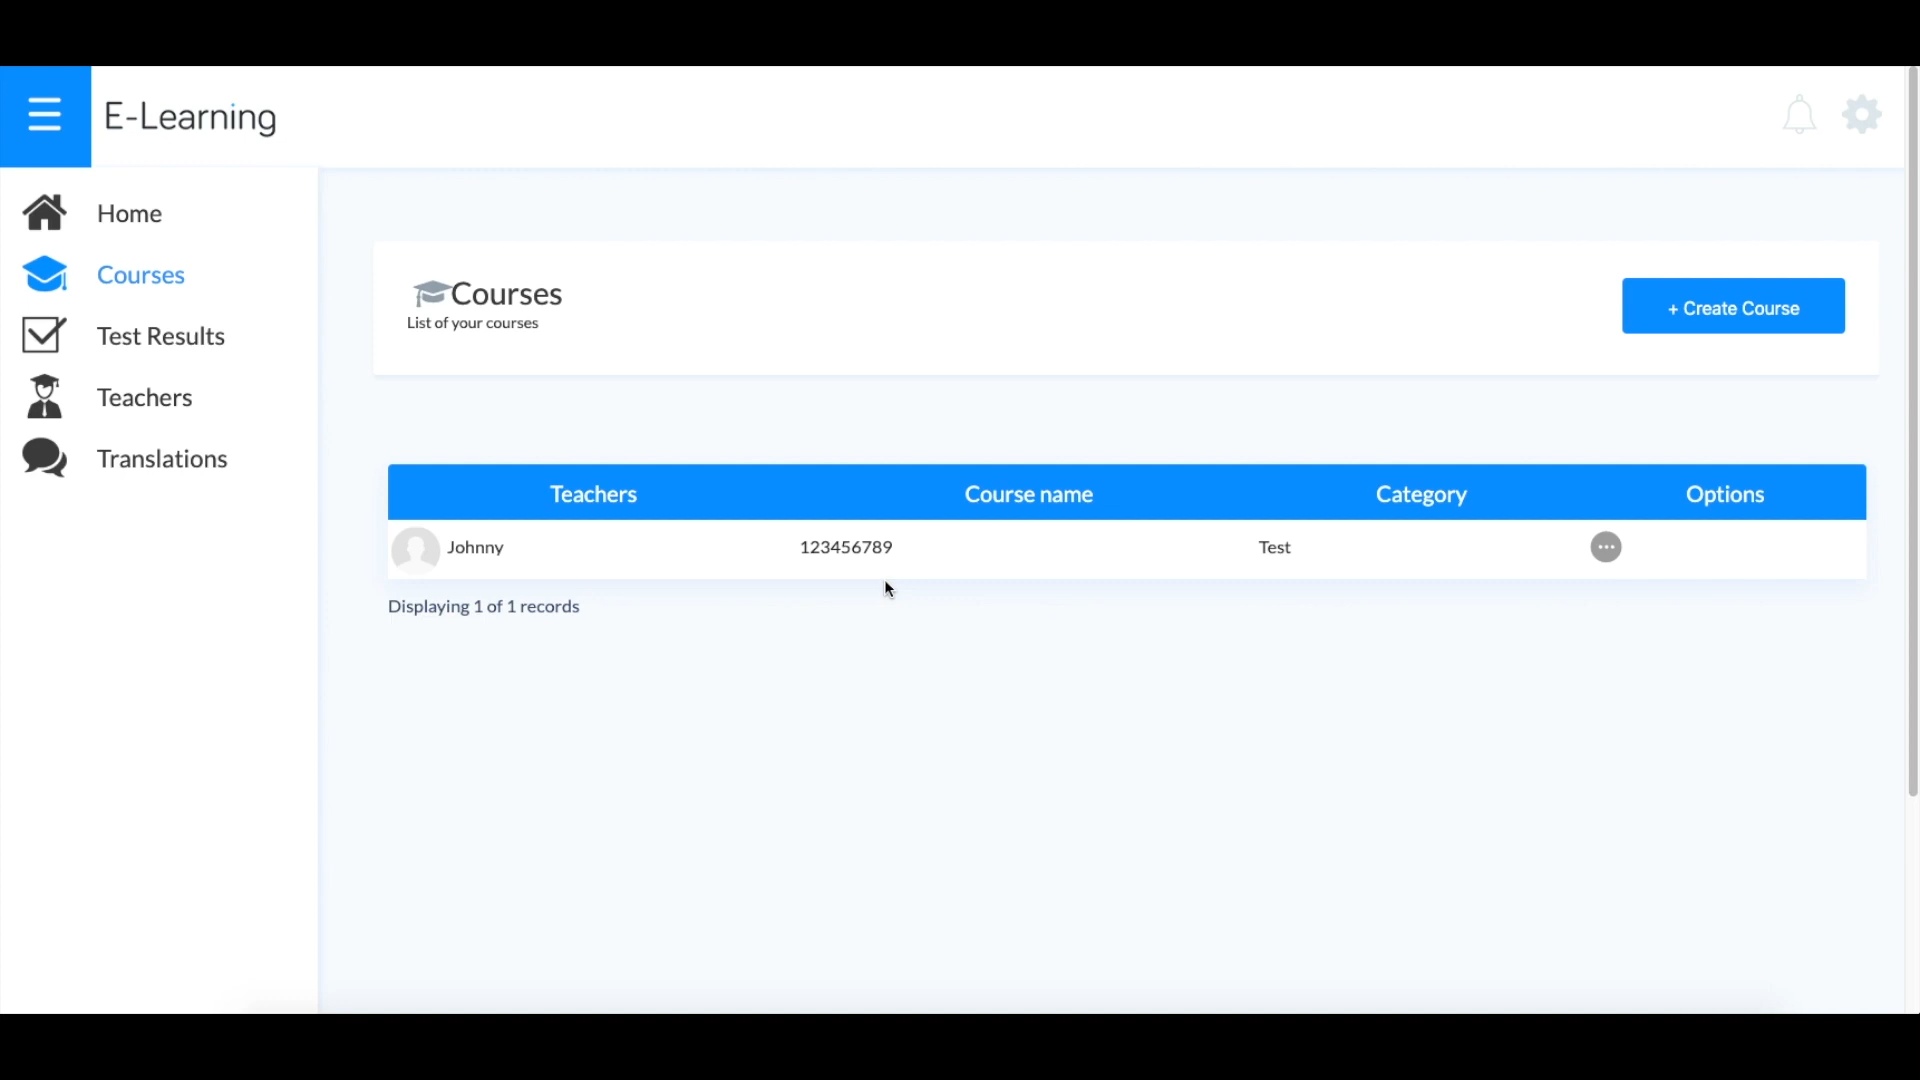 E-Learning
Home
Courses
Test Results
Teachers
Translations
Courses
List of your courses
+ Create Course
Teachers Course name Category Options
Johnny 123456789 Test
Displaying 1 of 1 records